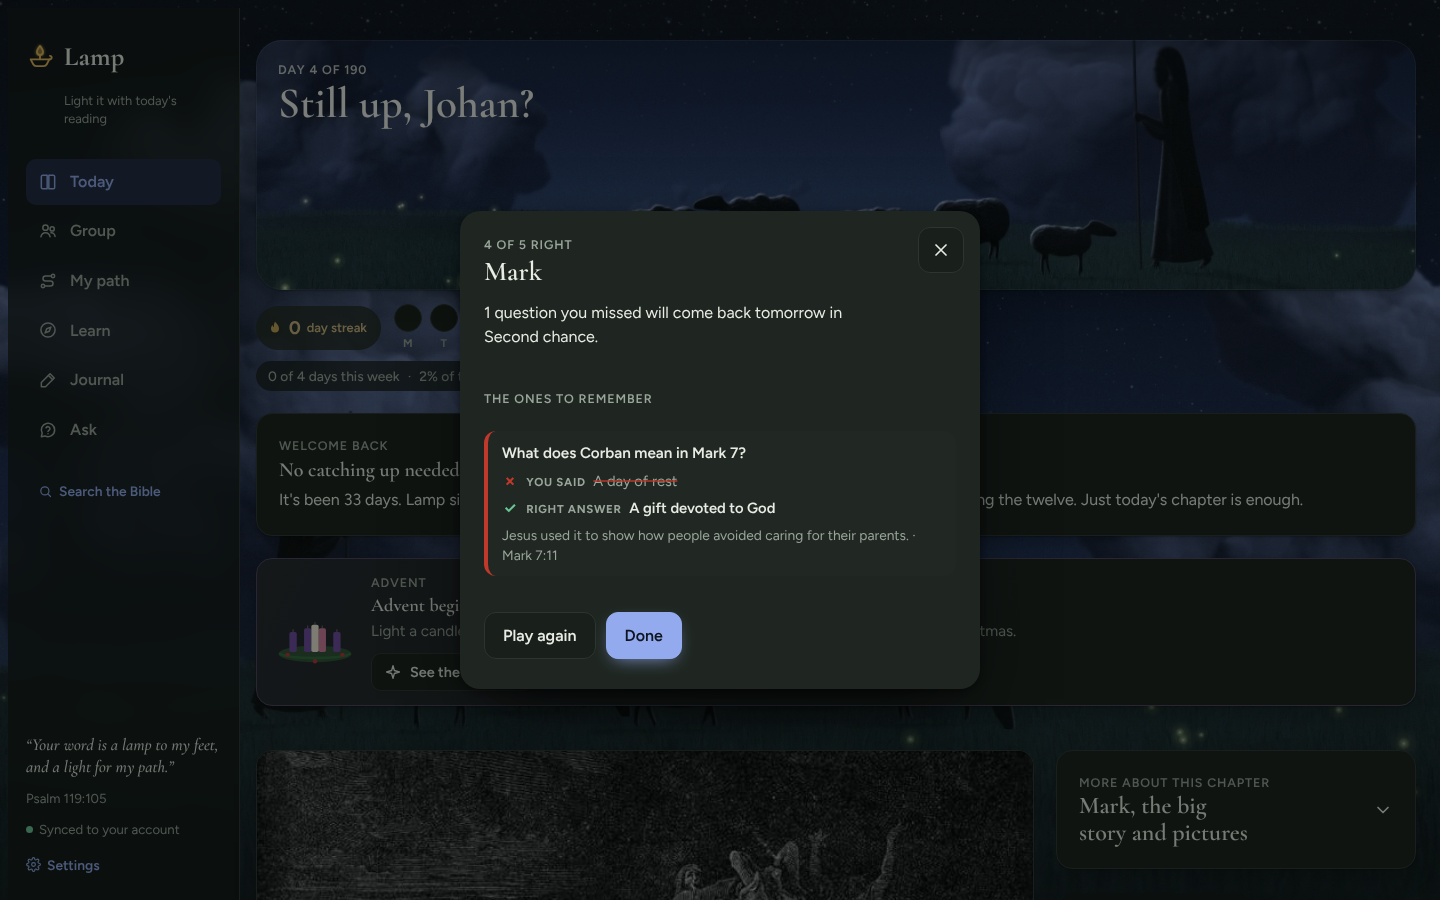 Lamp
Light it with today's
reading
Today
Group
My path
Learn
Journal
Ask
Search the Bible
“Your word is a lamp to my feet,
and a light for my path.”
Psalm 119:105
Synced to your account
Settings
DAY 4 OF 190
Still up, Johan?
0 day streak
M T
0 of 4 days this week · 2% of
WELCOME BACK
No catching up needed
It's been 33 days. Lamp
ng the twelve. Just today's chapter is enough.
ADVENT
Advent
Light a candle
tmas.
See the
4 OF 5 RIGHT
Mark
1 question you missed will come back tomorrow in
Second chance.
THE ONES TO REMEMBER
What does Corban mean in Mark 7?
YOU SAID A day of rest
RIGHT ANSWER A gift devoted to God
Jesus used it to show how people avoided caring for their parents. ·
Mark 7:11
Play again
Done
MORE ABOUT THIS CHAPTER
Mark, the big
story and pictures